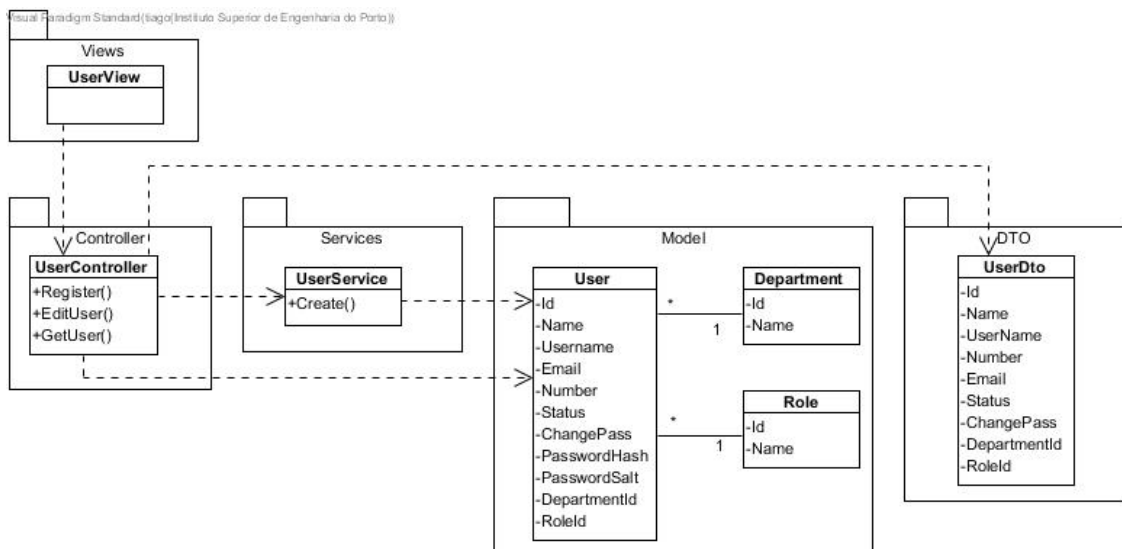 Visual Paradigm Standard(tiago(Instituto Superior de Engenharia do Porto))
Views
UserView
Controller
UserController
+Register()
+EditUser()
+GetUser()
Services
UserService
+Create()
Model
User
-Id
-Name
-Username
-Email
-Number
-Status
-ChangePass
-PasswordHash
-PasswordSalt
-DepartmentId
-RoleId
*
1
Department
-Id
-Name
*
1
Role
-Id
-Name
DTO
UserDto
-Id
-Name
-UserName
-Number
-Email
-Status
-ChangePass
-DepartmentId
-RoleId